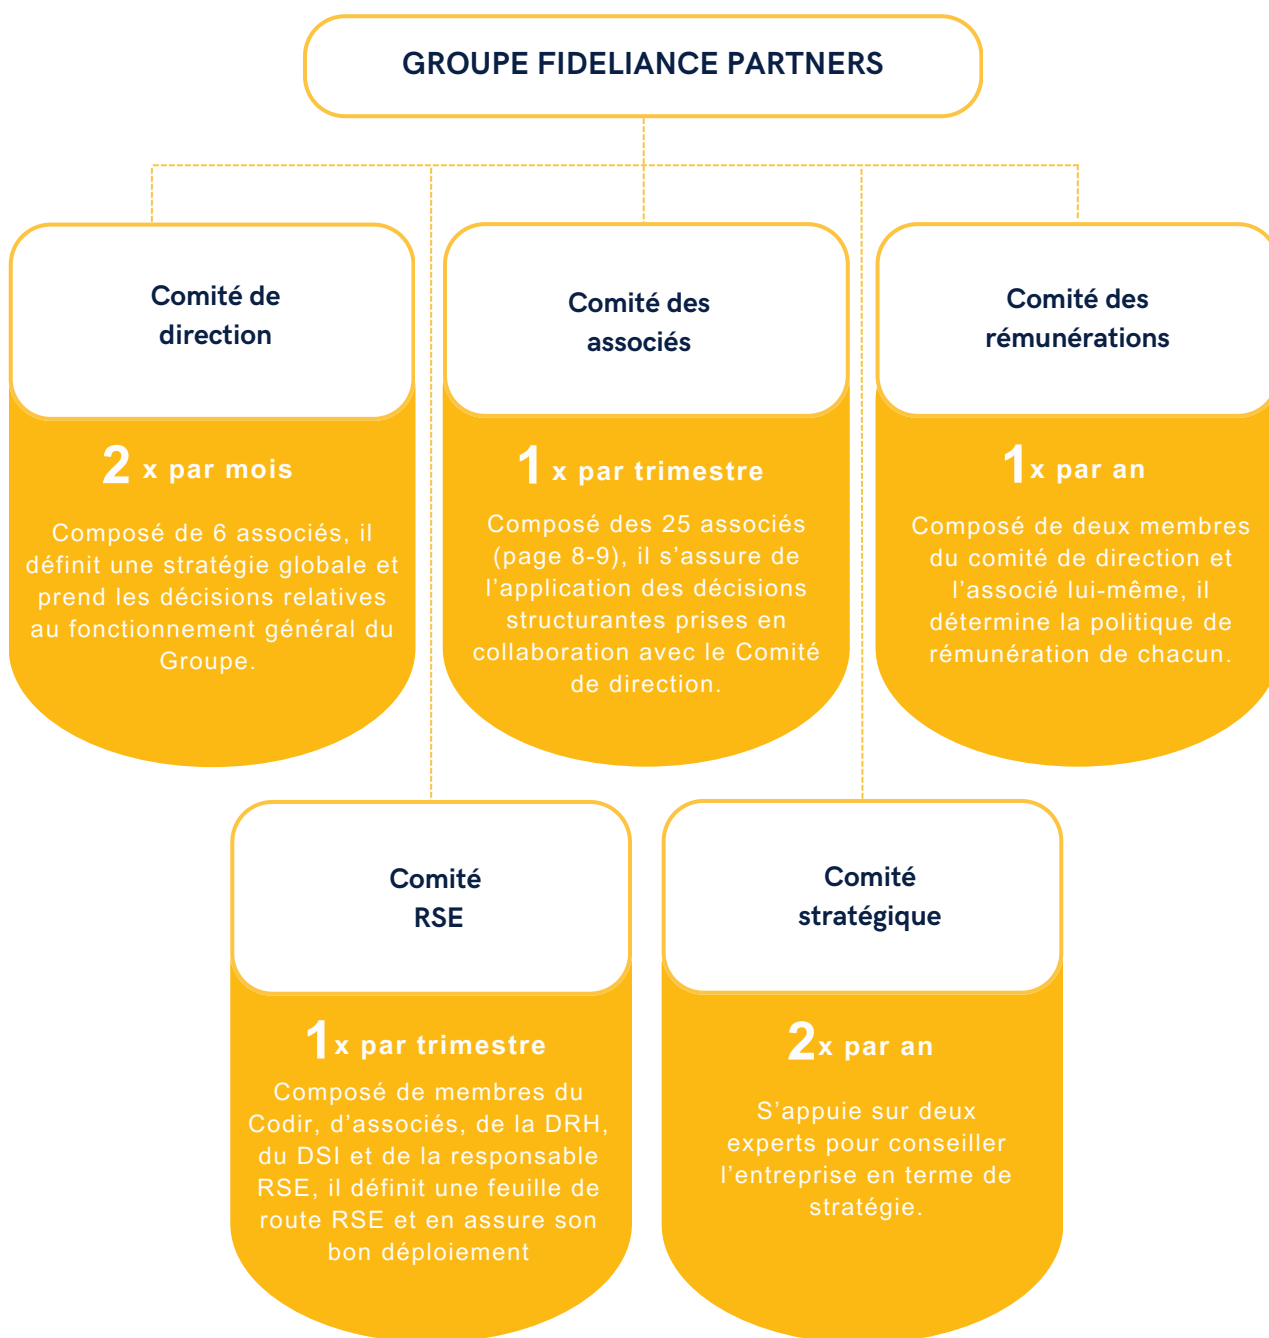 GROUPE FIDELIANCE PARTNERS
Comité de
direction
2 x par mois
Composé de 6 associés, il
définit une stratégie globale et
prend les décisions relatives
au fonctionnement général du
Groupe.
Comité des
associés
1 x par trimestre
Composé des 25 associés
(page 8-9), il s’assure de
l’application des décisions
structurantes prises en
collaboration avec le Comité
de direction.
Comité des
rémunérations
1x par an
Composé de deux membres
du comité de direction et
l’associé lui-même, il
détermine la politique de
rémunération de chacun.
Comité
RSE
1x par trimestre
Composé de membres du
Codir, d’associés, de la DRH,
du DSI et de la responsable
RSE, il définit une feuille de
route RSE et en assure son
bon déploiement
Comité
stratégique
2x par an
S’appuie sur deux
experts pour conseiller
l’entreprise en terme de
stratégie.